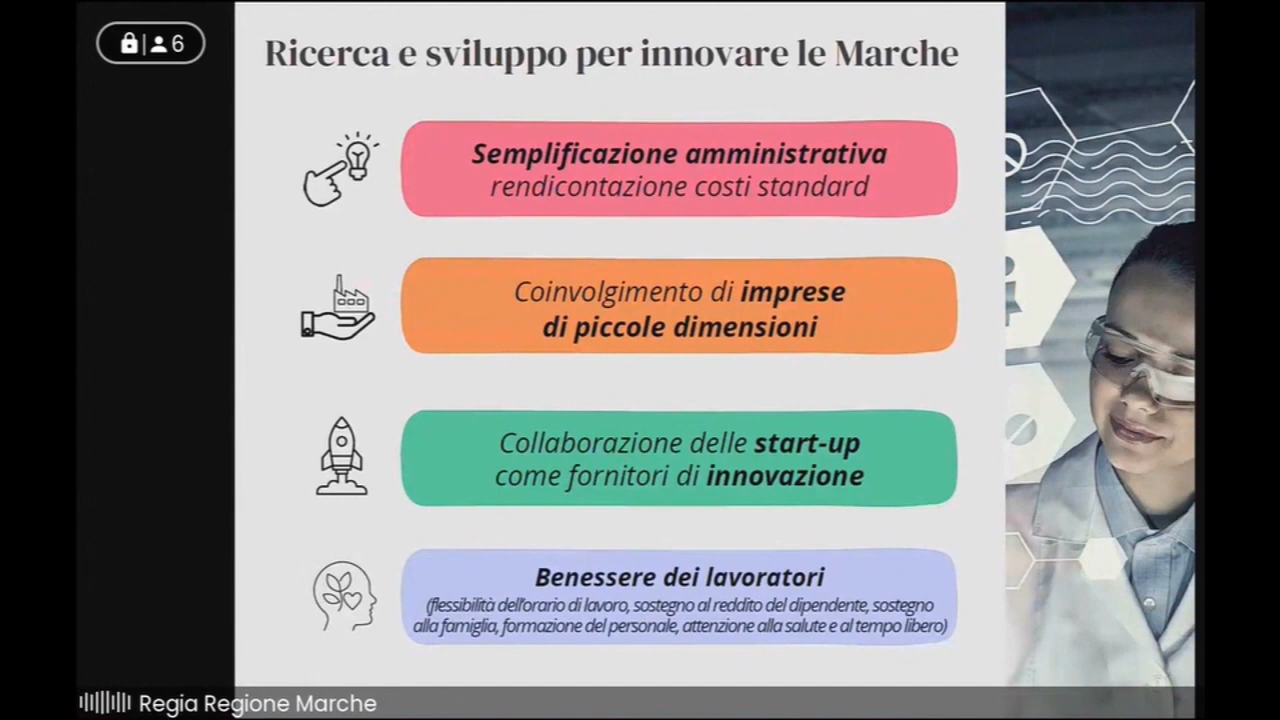 6
Ricerca e sviluppo per innovare le Marche
Semplificazione amministrativa
rendicontazione costi standard
Coinvolgimento di imprese
di piccole dimensioni
Collaborazione delle start-up
come fornitori di innovazione
Benessere dei lavoratori
(flessibilità dell'orario di lavoro, sostegno al reddito del dipendente, sostegno
alla famiglia, formazione del personale, attenzione alla salute e al tempo libero)
Regia Regione Marche